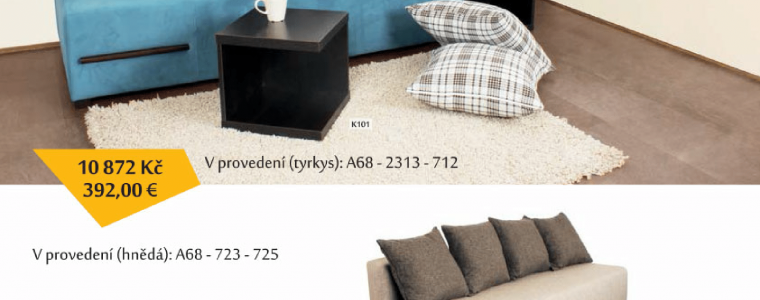 K101
10 872 Kč
392,00 €
V provedení (tyrkys): A68 - 2313 - 712
V provedení (hnědá): A68 - 723 - 725